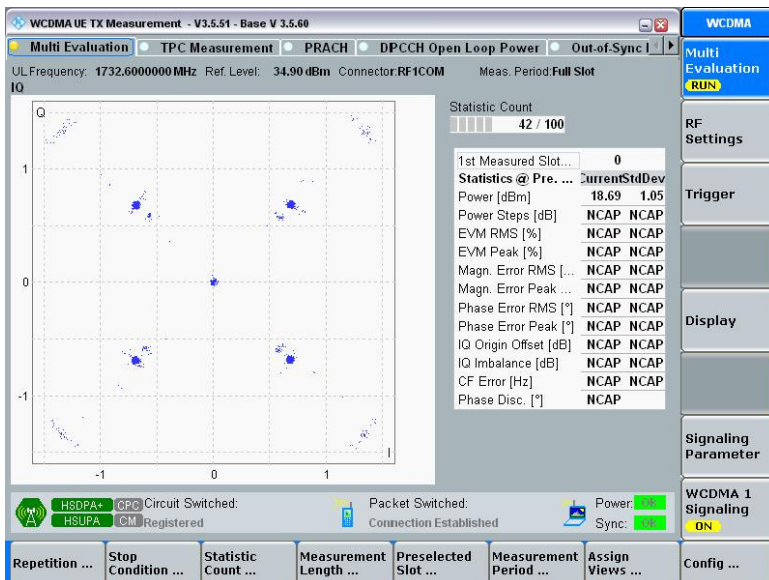 WCDMA UE TX Measurement - V3.5.51 - Base V 3.5.60
WCDMA
Multi Evaluation TPC Measurement PRACH DPCCH Open Loop Power Out-of-Sync
UL Frequency: 1732.6000000 MHz Ref. Level: 34.90 dBm Connector:RF1COM Meas. Period:Full Slot
IQ
Q
1
0
-1
-1 0 1
I
Statistic Count
42 / 100
1st Measured Slot... 0
Statistics @ Pre. ... Current StdDev
Power [dBm] 18.69 1.05
Power Steps [dB] NCAP NCAP
EVM RMS [%] NCAP NCAP
EVM Peak [%] NCAP NCAP
Magn. Error RMS [... NCAP NCAP
Magn. Error Peak ... NCAP NCAP
Phase Error RMS [°] NCAP NCAP
Phase Error Peak [°] NCAP NCAP
IQ Origin Offset [dB] NCAP NCAP
IQ Imbalance [dB] NCAP NCAP
CF Error [Hz] NCAP NCAP
Phase Disc. [°] NCAP
Multi
Evaluation
RUN
RF
Settings
Trigger
Display
Signaling
Parameter
WCDMA 1
Signaling
ON
HSDPA+ CPC Circuit Switched: Packet Switched: Power: OK
HSUPA CM Registered Connection Established Sync: OK
Repetition ...
Stop
Condition ...
Statistic
Count ...
Measurement
Length ...
Preselected
Slot ...
Measurement
Period ...
Assign
Views ...
Config ...